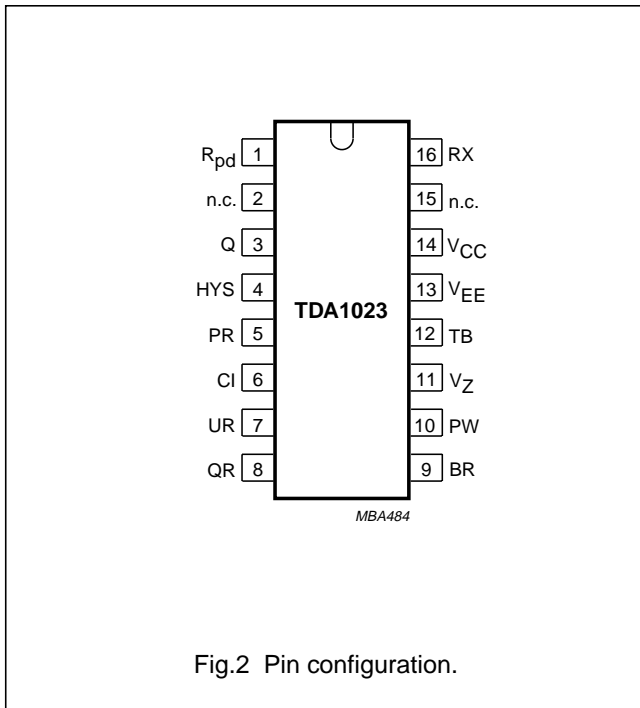 Rpd 1 16 RX
n.c. 2 15 n.c.
Q 3 14 VCC
HYS 4 13 VEE
TDA1023
PR 5 12 TB
CI 6 11 VZ
UR 7 10 PW
QR 8 9 BR
MBA484
Fig.2 Pin configuration.